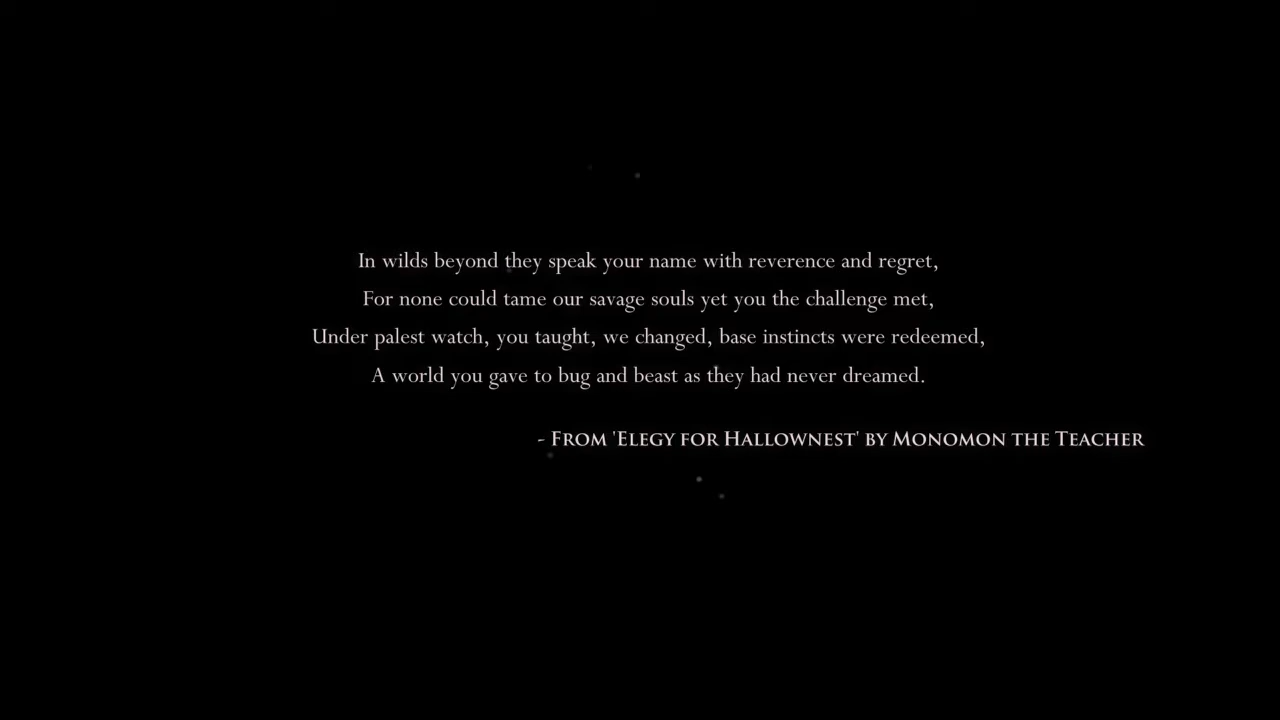 In wilds beyond they speak your name with reverence and regret,
For none could tame our savage souls yet you the challenge met,
Under palest watch, you taught, we changed, base instincts were redeemed,
A world you gave to bug and beast as they had never dreamed.
- From 'Elegy for Hallownest' by Monomon the Teacher